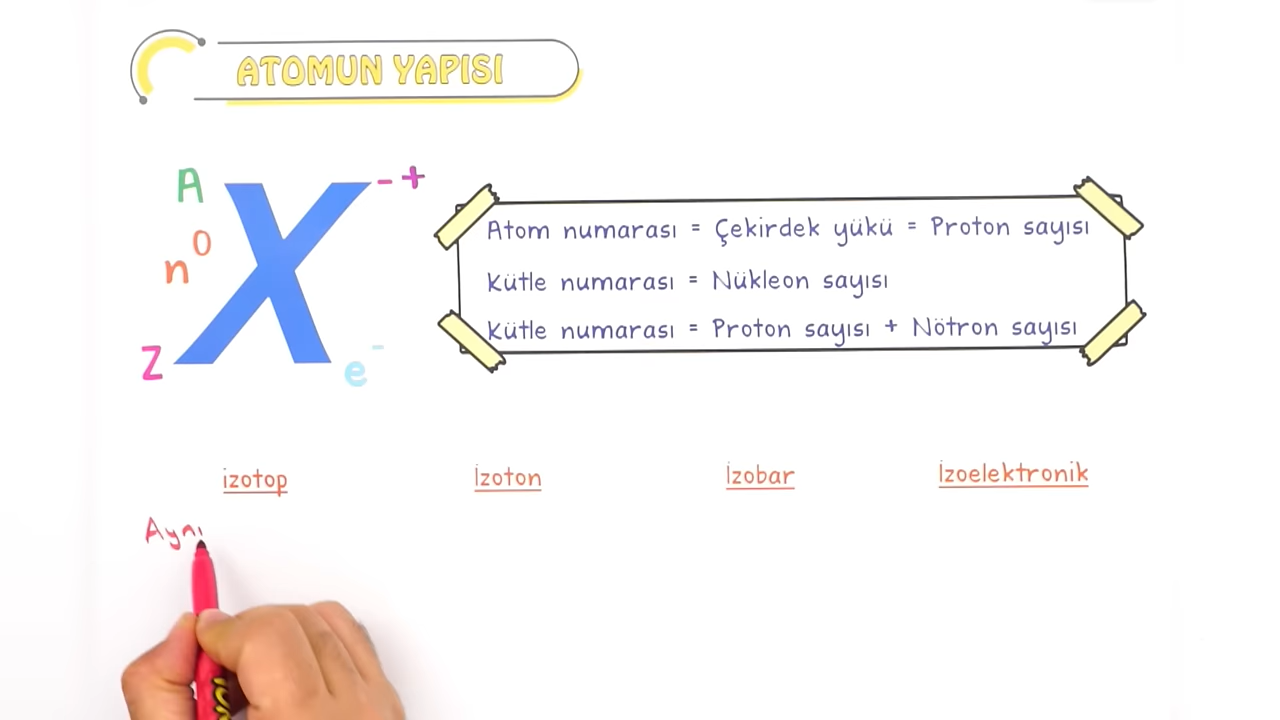 ATOMUN YAPISI
A
- +
n⁰
X
Z
e⁻
Atom numarası = Çekirdek yükü = Proton sayısı
Kütle numarası = Nükleon sayısı
Kütle numarası = Proton sayısı + Nötron sayısı
izotop
İzoton
İzobar
İzoelektronik
Aynı